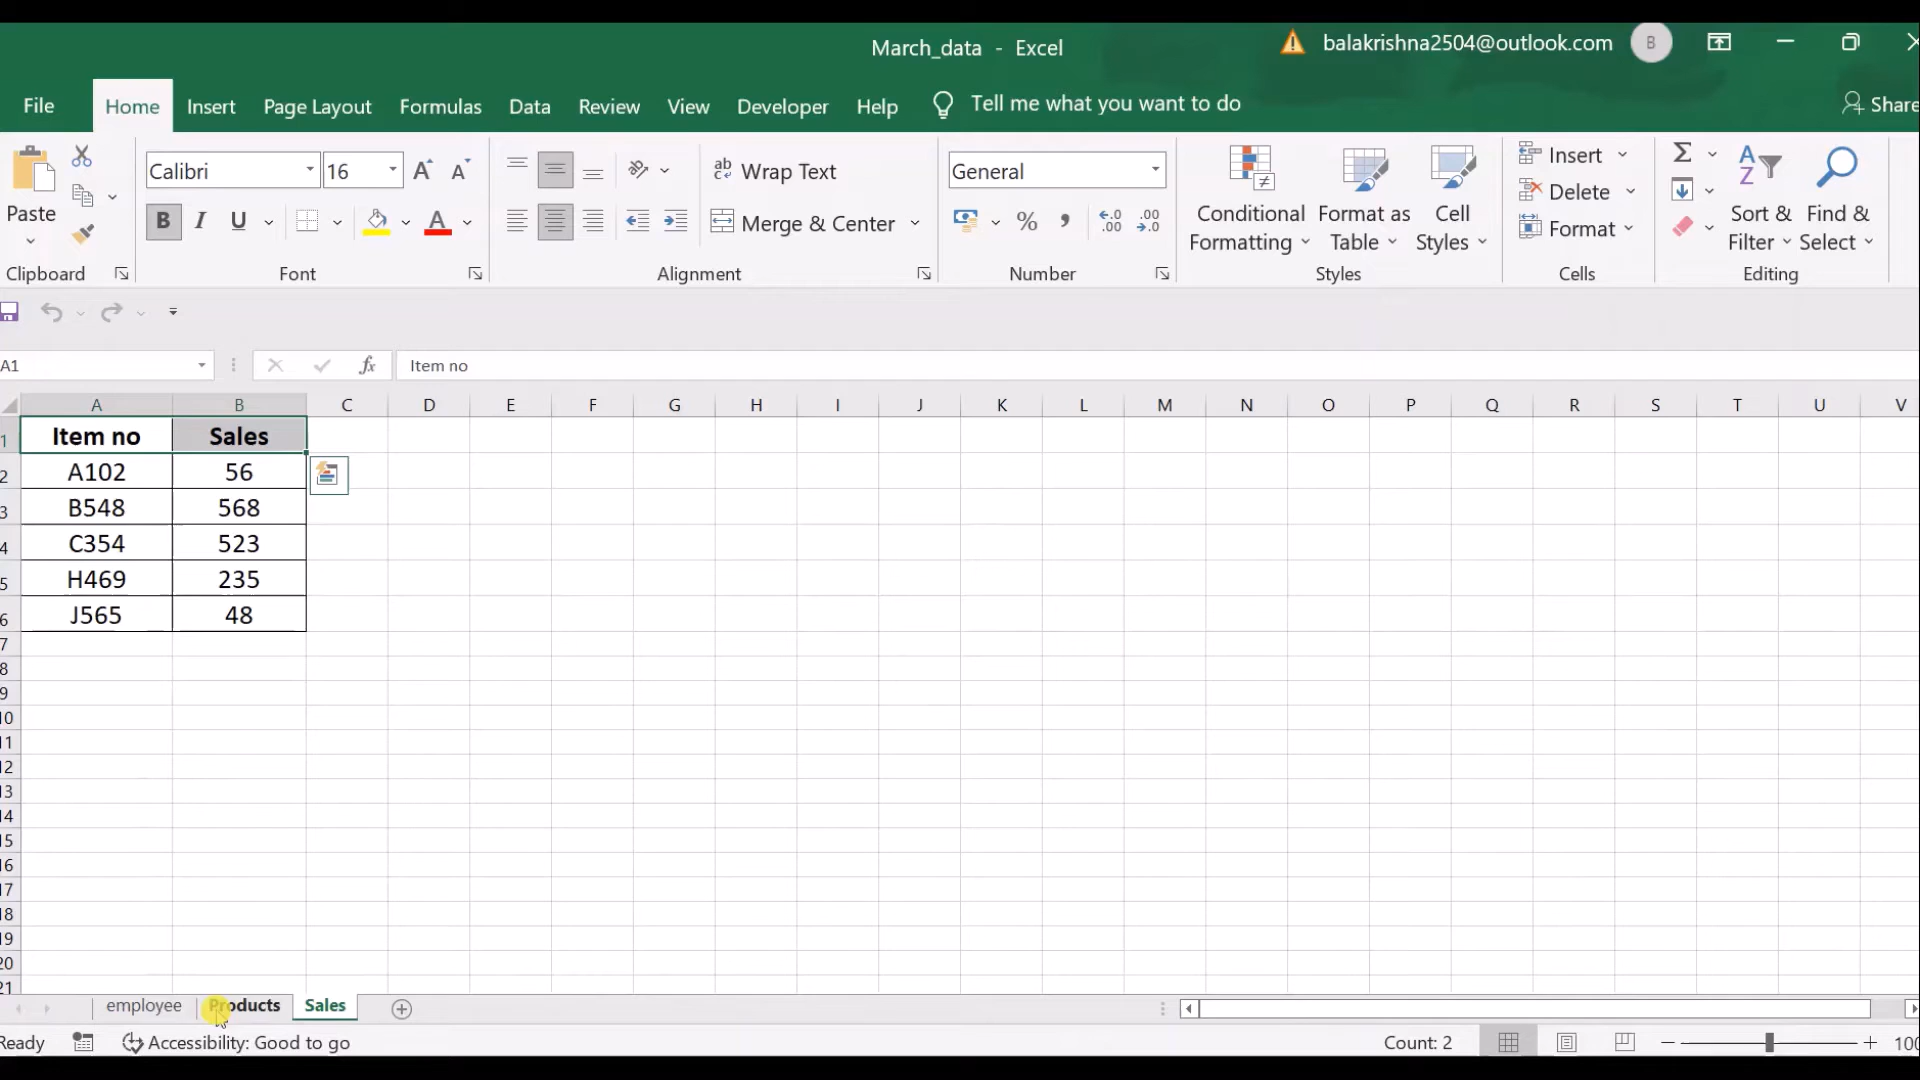 March_data - Excel
balakrishna2504@outlook.com B
File Home Insert Page Layout Formulas Data Review View Developer Help Tell me what you want to do Share
Calibri 16 ab Wrap Text General Insert Σ
Paste B I U A Merge & Center % Conditional Formatting Format as Table Cell Styles Delete Format Sort & Filter Find & Select
Clipboard Font Alignment Number Styles Cells Editing
A1 fx Item no
A B C D E F G H I J K L M N O P Q R S T U V
1 Item no Sales
2 A102 56
3 B548 568
4 C354 523
5 H469 235
6 J565 48
7
8
9
10
11
12
13
14
15
16
17
18
19
20
21
employee Products Sales
Ready Accessibility: Good to go Count: 2 100